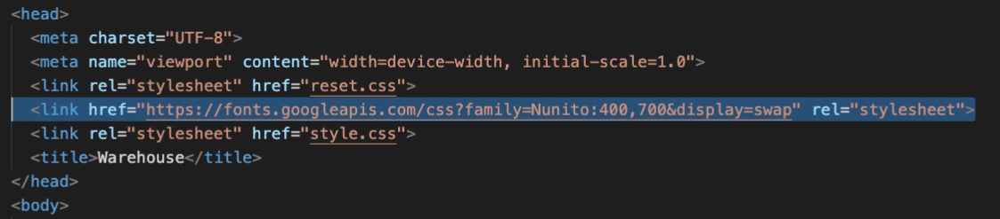 <head>
<meta charset="UTF-8">
<meta name="viewport" content="width=device-width, initial-scale=1.0">
<link rel="stylesheet" href="reset.css">
<link href="https://fonts.googleapis.com/css?family=Nunito:400,700&display=swap" rel="stylesheet">
<link rel="stylesheet" href="style.css">
<title>Warehouse</title>
</head>
<body>